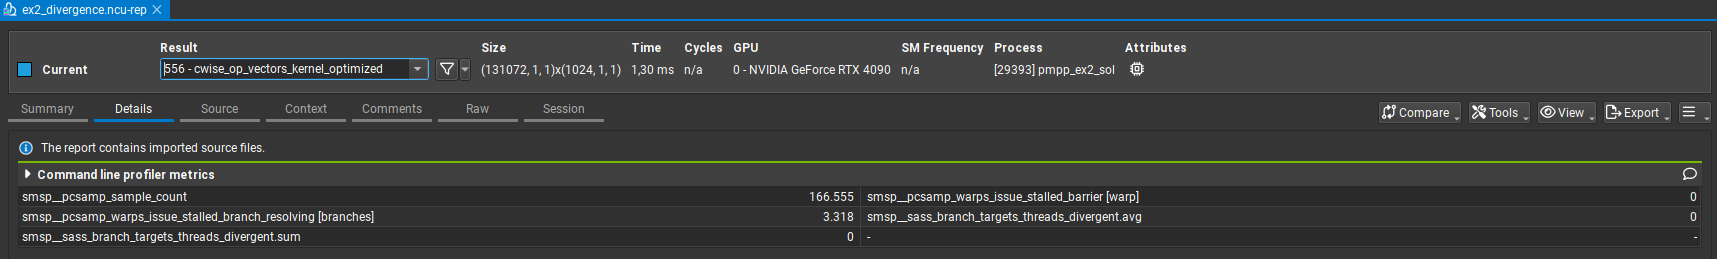 ex2_divergence.ncu-rep
Result Size Time Cycles GPU SM Frequency Process Attributes
Current 556 - cwise_op_vectors_kernel_optimized (131072, 1, 1)x(1024, 1, 1) 1,30 ms n/a 0 - NVIDIA GeForce RTX 4090 n/a [29393] pmpp_ex2_sol
Summary Details Source Context Comments Raw Session
Compare Tools View Export
The report contains imported source files.
Command line profiler metrics
smsp__pcsamp_sample_count 166.555 smsp__pcsamp_warps_issue_stalled_barrier [warp] 0
smsp__pcsamp_warps_issue_stalled_branch_resolving [branches] 3.318 smsp__sass_branch_targets_threads_divergent.avg 0
smsp__sass_branch_targets_threads_divergent.sum 0 - -